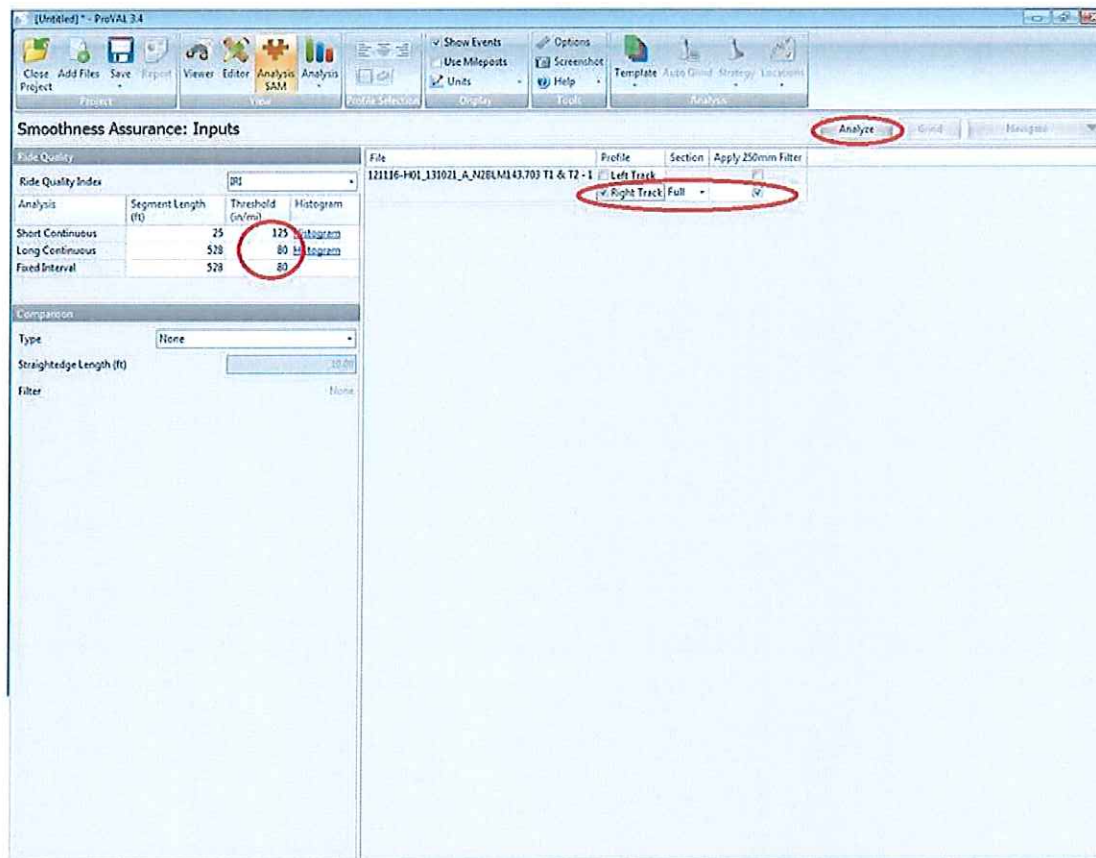 [Untitled] * - ProVAL 3.4
Close Project Add Files Save Report Viewer Editor Analysis SAM Analysis
Show Events
Use Mileposts
Units
Options
Screenshot
Help
Template Auto Grind Strategy Locations
Project View Profile Selection Display Tools Analysis
Smoothness Assurance: Inputs Analyze Grind Navigate
Ride Quality
Ride Quality Index IRI
Analysis Segment Length (ft) Threshold (in/mi) Histogram
Short Continuous 25 125 Histogram
Long Continuous 528 80 Histogram
Fixed Interval 528 80
Comparison
Type None
Straightedge Length (ft) 10.00
Filter None
File Profile Section Apply 250mm Filter
121116-H01_131021_A_N2BLM143.703 T1 & T2 - 1 Left Track
Right Track Full